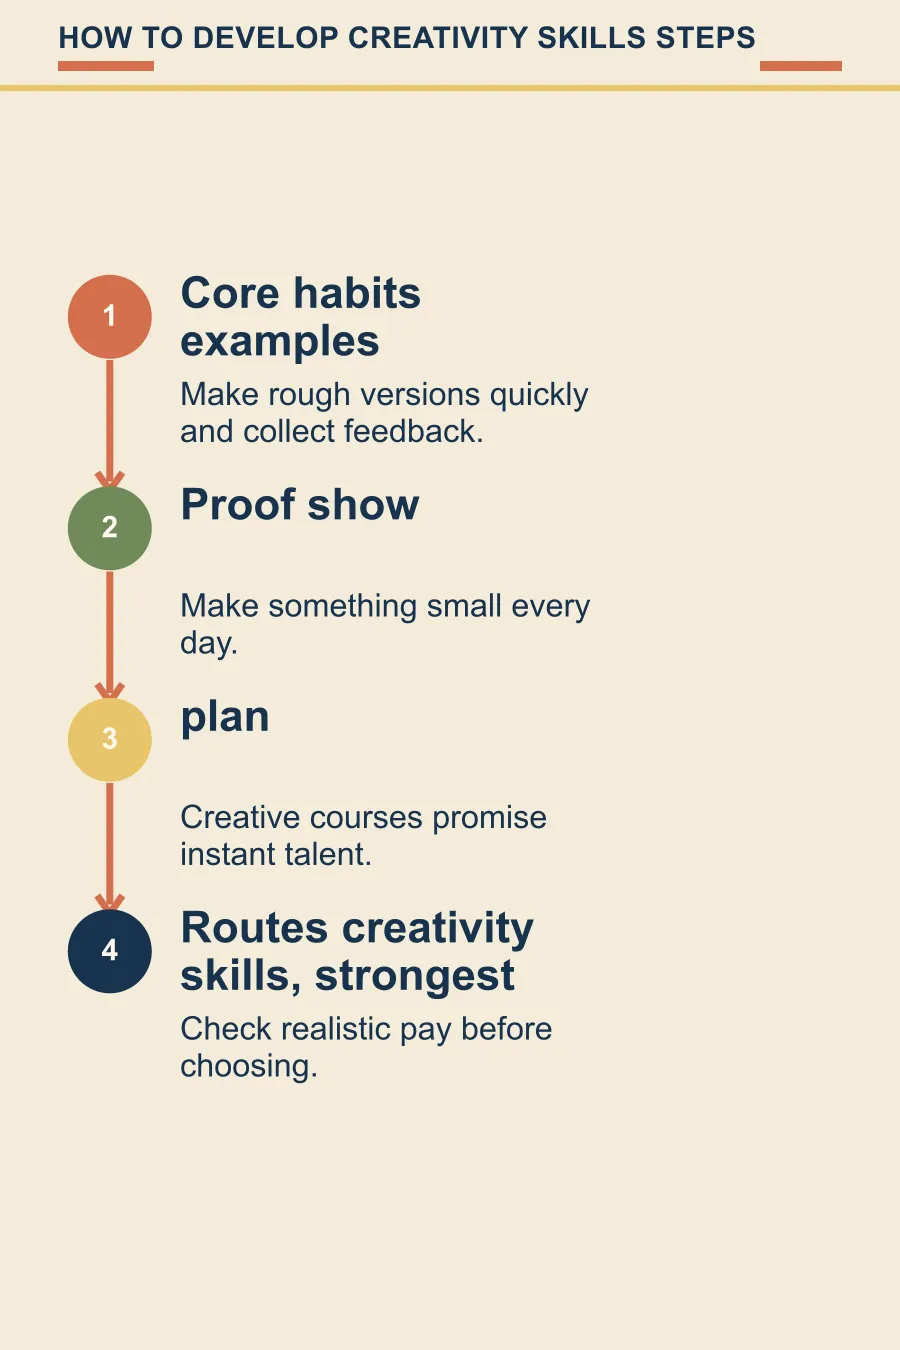 HOW TO DEVELOP CREATIVITY SKILLS STEPS
1
Core habits
examples
Make rough versions quickly
and collect feedback.
2
Proof show
Make something small every
day.
3
plan
Creative courses promise
instant talent.
4
Routes creativity
skills, strongest
Check realistic pay before
choosing.